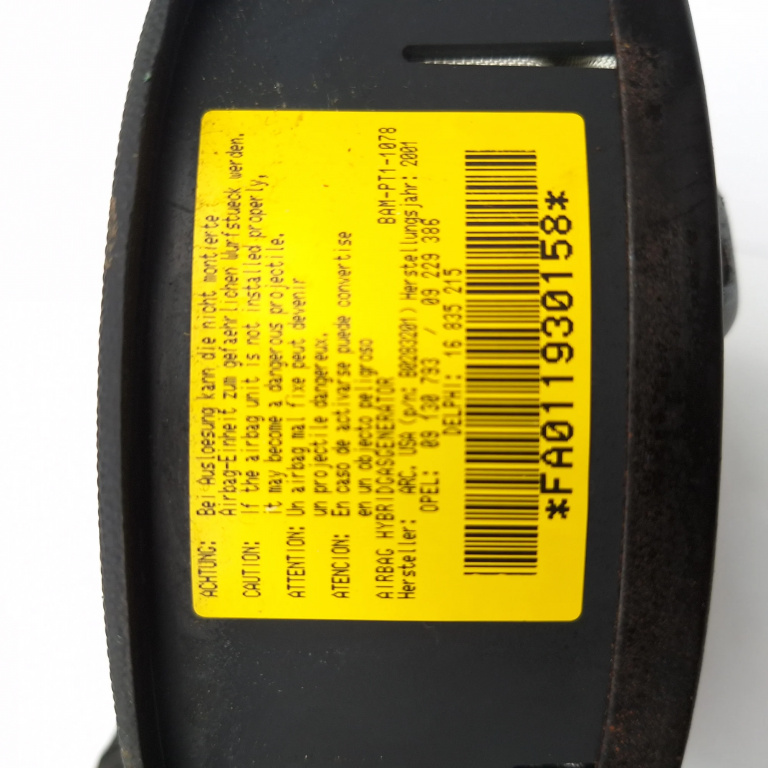 ACHTUNG: Bei Ausloesung kann die nicht montierte
Airbag-Einheit zum gefaehrlichen Wurfstueck werden.
CAUTION: If the airbag unit is not installed properly,
it may become a dangerous projectile.
ATTENTION: Un airbag mal fixe peut devenir
un projectile dangereux.
ATENCION: En caso de activarse puede convertise
en un objecto peligroso
AIRBAG HYBRIDGASGENERATOR BAM-PT1-1078
Hersteller: ARC, USA (p/n: 80283201) Herstellungsjahr: 2001
OPEL: 09 130 793 / 09 229 386
DELPHI: 16 835 215
*FA011930158*